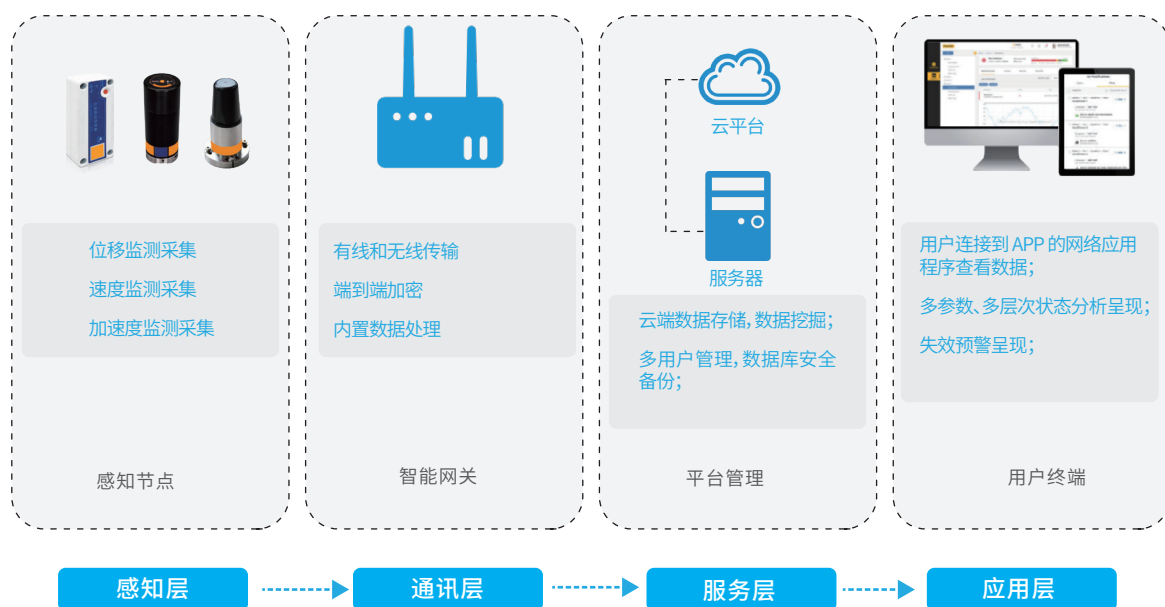 位移监测采集
速度监测采集
加速度监测采集
感知节点
有线和无线传输
端到端加密
内置数据处理
智能网关
云平台
服务器
云端数据存储,数据挖掘;
多用户管理,数据库安全
备份;
平台管理
用户连接到 APP 的网络应用
程序查看数据;
多参数、多层次状态分析呈现;
失效预警呈现;
用户终端
感知层
通讯层
服务层
应用层